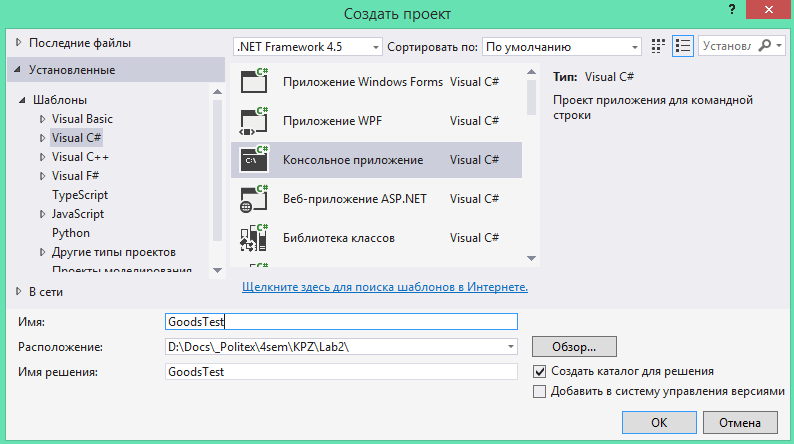 Создать проект
?
Последние файлы
Установленные
Шаблоны
Visual Basic
Visual C#
Visual C++
Visual F#
TypeScript
JavaScript
Python
Другие типы проектов
Проекты моделирования
В сети
.NET Framework 4.5 Сортировать по: По умолчанию
C# Приложение Windows Forms Visual C#
C# Приложение WPF Visual C#
C# C:\ Консольное приложение Visual C#
C# Веб-приложение ASP.NET Visual C#
C# Библиотека классов Visual C#
C#
Щелкните здесь для поиска шаблонов в Интернете.
Тип: Visual C#
Проект приложения для командной
строки
Имя: GoodsTest
Расположение: D:\Docs\_Politex\4sem\KPZ\Lab2\ Обзор...
Имя решения: GoodsTest
Создать каталог для решения
Добавить в систему управления версиями
OK Отмена